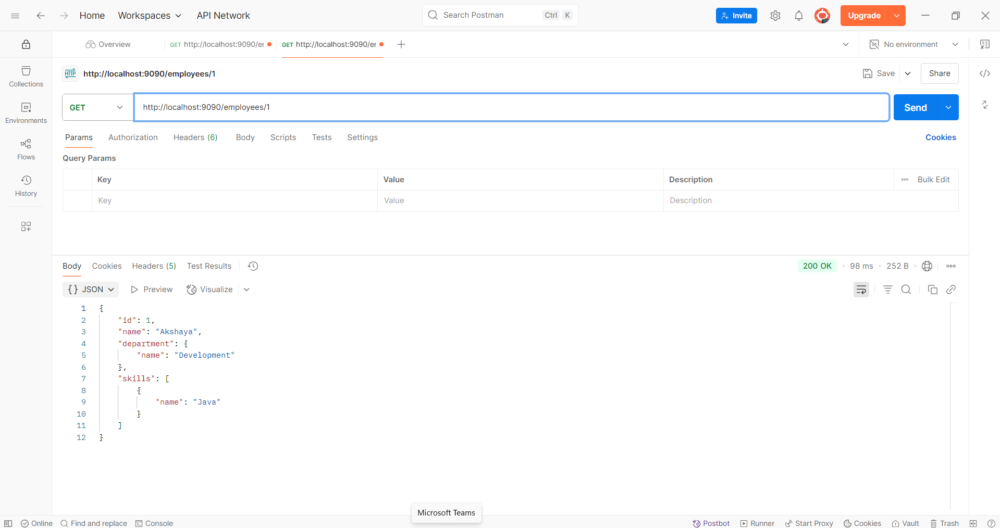 Home Workspaces API Network Search Postman Ctrl K Invite Upgrade
Overview GET http://localhost:9090/er GET http://localhost:9090/er No environment
HTTP http://localhost:9090/employees/1 Save Share
GET http://localhost:9090/employees/1 Send
Params Authorization Headers (6) Body Scripts Tests Settings Cookies
Query Params
Key Value Description Bulk Edit
Key Value Description
Collections
Environments
Flows
History
Body Cookies Headers (5) Test Results 200 OK 98 ms 252 B
{} JSON Preview Visualize
1 {
2 "id": 1,
3 "name": "Akshaya",
4 "department": {
5 "name": "Development"
6 },
7 "skills": [
8 {
9 "name": "Java"
10 }
11 ]
12 }
Microsoft Teams
Online Find and replace Console Postbot Runner Start Proxy Cookies Vault Trash